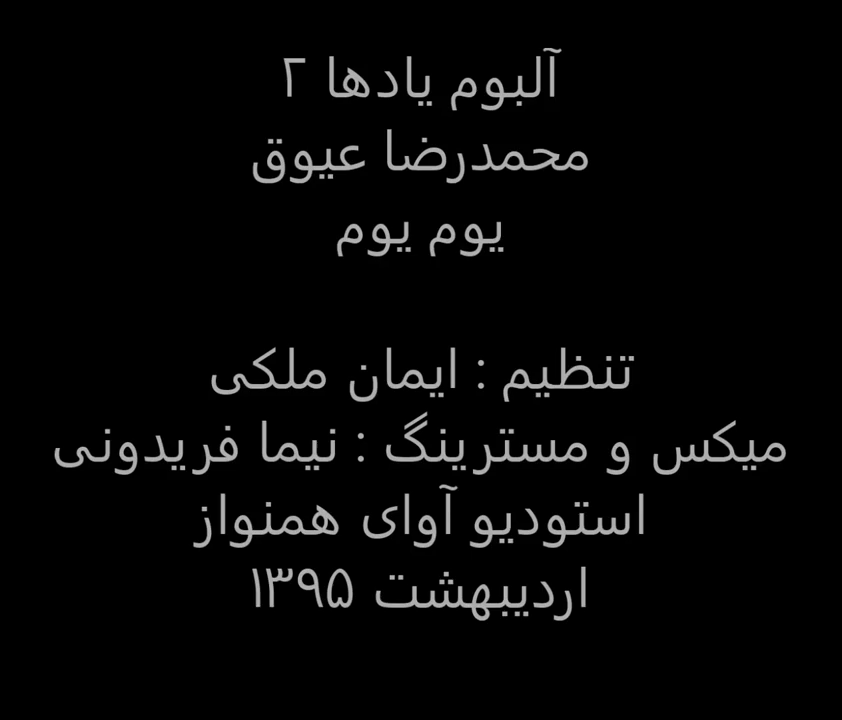 آلبوم یادها ۲
محمدرضا عیوق
یوم یوم
تنظیم : ایمان ملکی
میکس و مسترینگ : نیما فریدونی
استودیو آوای همنواز
اردیبهشت ۱۳۹۵